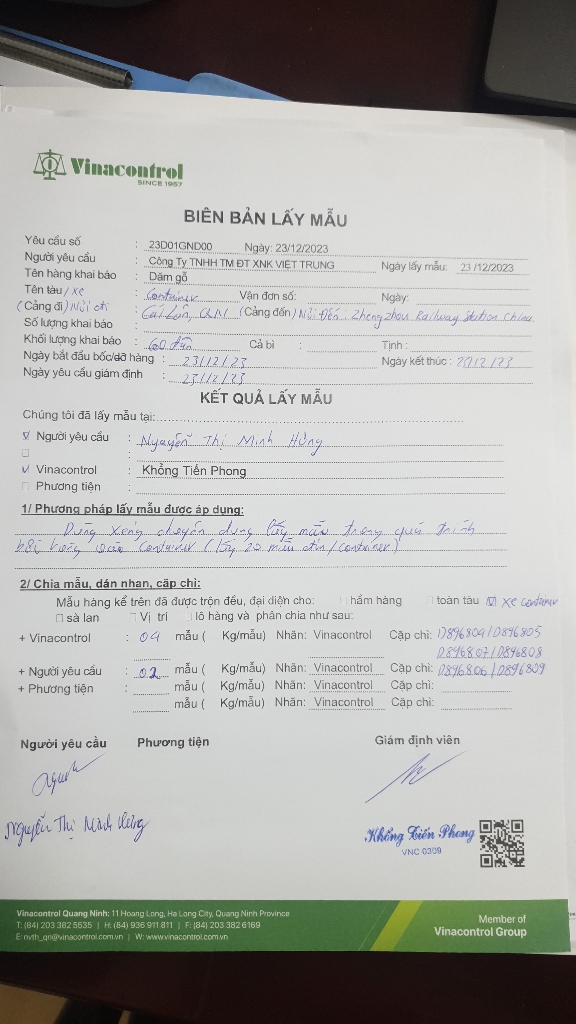 Vinacontrol
SINCE 1957
BIÊN BẢN LẤY MẪU
Yêu cầu số : 23D01GND00 Ngày: 23/12/2023
Người yêu cầu : Công Ty TNHH TM ĐT XNK VIỆT TRUNG Ngày lấy mẫu: 23/12/2023
Tên hàng khai báo : Dăm gỗ
Tên tàu/xe : Container Vận đơn số: Ngày:
(Cảng đi) Nơi đi : Cái Lân, QNI (Cảng đến) Nơi Đến: Zhengzhou Railway Station China
Số lượng khai báo :
Khối lượng khai báo : 60 tấn Cả bì : Tịnh :
Ngày bắt đầu bốc/dỡ hàng : 23/12/23 Ngày kết thúc : /12/23
Ngày yêu cầu giám định : 23/12/23
KẾT QUẢ LẤY MẪU
Chúng tôi đã lấy mẫu tại:
Người yêu cầu : Nguyễn Thị Minh Hùng
:
Vinacontrol : Khổng Tiến Phong
Phương tiện :
1/ Phương pháp lấy mẫu được áp dụng:
Dùng xẻng chuyên dụng lấy mẫu trong quá trình
bốc hàng vào container (lấy 20 mẫu đơn/container)
2/ Chia mẫu, dán nhãn, cặp chì:
Mẫu hàng kể trên đã được trộn đều, đại diện cho: hầm hàng toàn tàu xe container
sà lan Vị trí lô hàng và phân chia như sau:
+ Vinacontrol : 04 mẫu ( Kg/mẫu) Nhãn: Vinacontrol Cặp chì: D896804/D896805
D896807/D896808
+ Người yêu cầu : 02 mẫu ( Kg/mẫu) Nhãn: Vinacontrol Cặp chì: D896806/D896809
+ Phương tiện : mẫu ( Kg/mẫu) Nhãn: Vinacontrol Cặp chì:
mẫu ( Kg/mẫu) Nhãn: Vinacontrol Cặp chì:
Người yêu cầu Phương tiện Giám định viên
Nguyễn Thị Minh Hùng
Khổng Tiến Phong
VNC 0309
Vinacontrol Quang Ninh: 11 Hoang Long, Ha Long City, Quang Ninh Province
T: (84) 203 382 5535 | H: (84) 936 911 811 | F: (84) 203 382 6169
E: nvth_qn@vinacontrol.com.vn | W: www.vinacontrol.com.vn
Member of
Vinacontrol Group